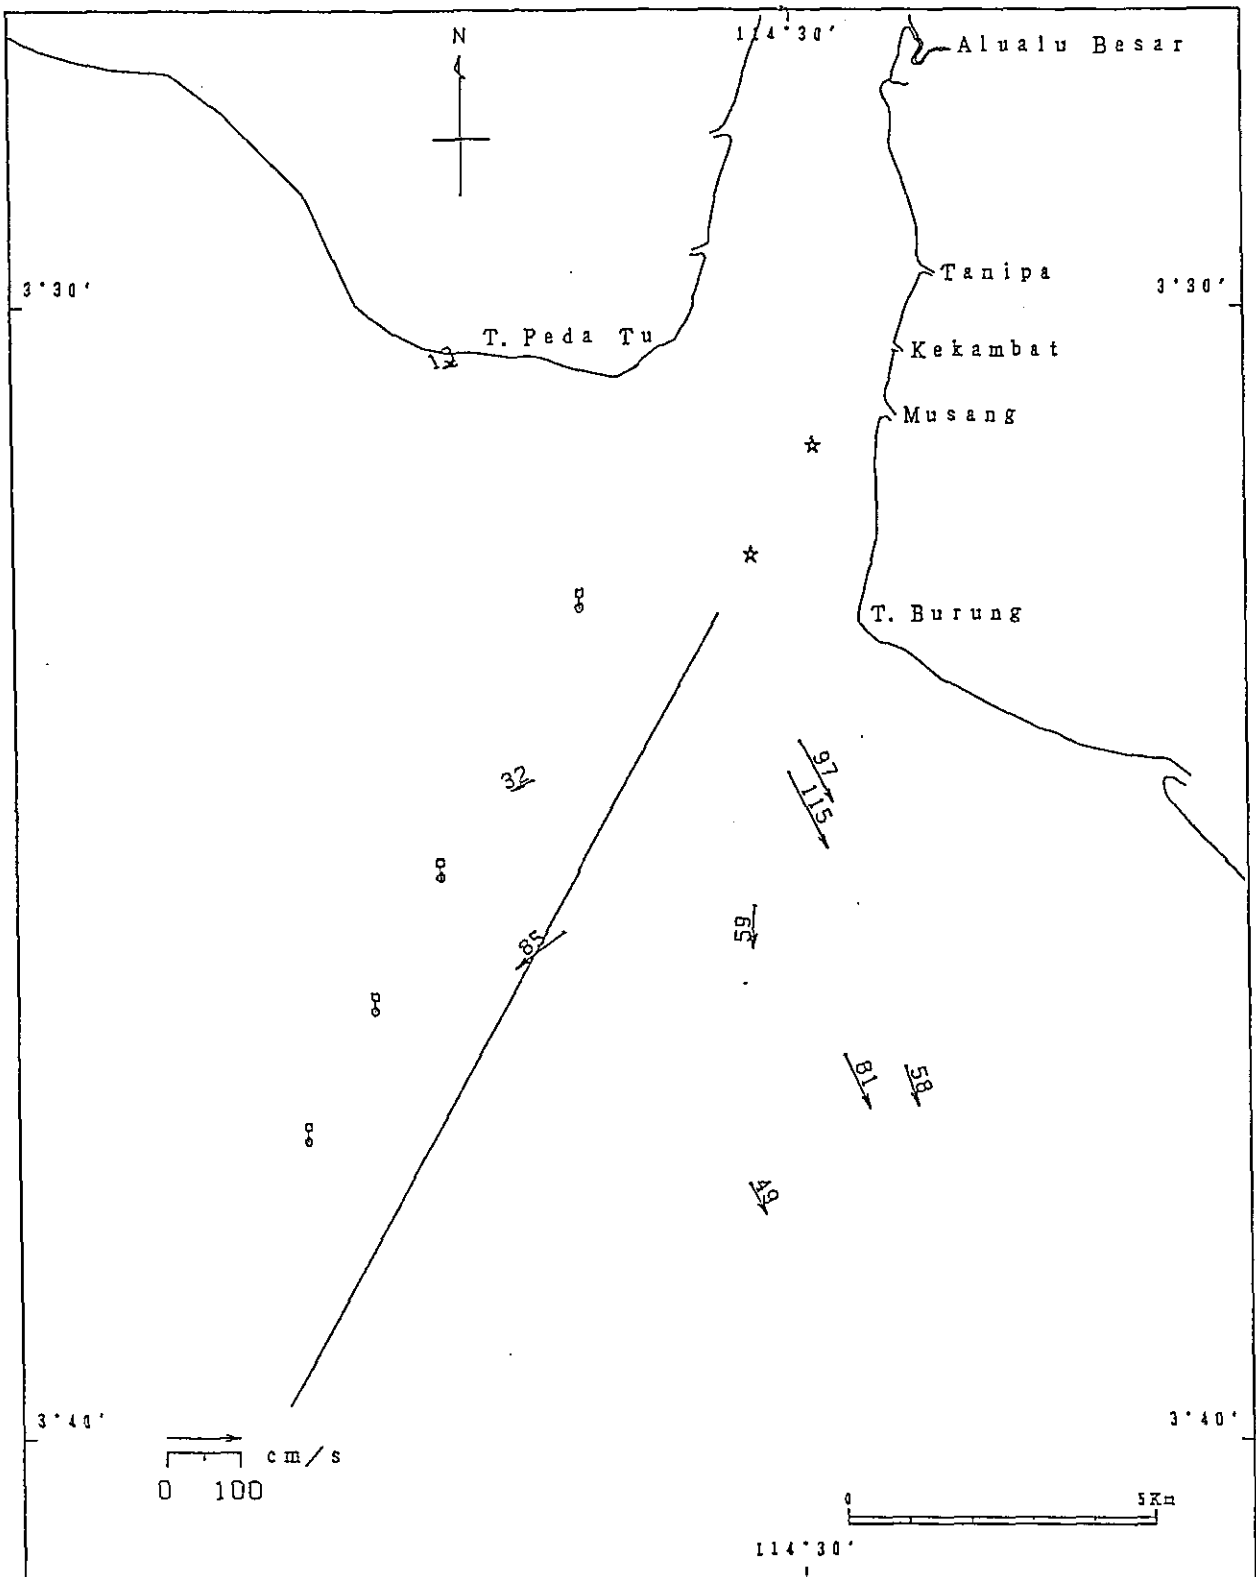 N
114°30'
Alualu Besar
3°30'
Tanipa
3°30'
T. Peda Tu
Kekambat
12
Musang
T. Burung
97
32
115
59
85
81
58
49
3°40'
3°40'
cm/s
0 100
0 5Km
114°30'